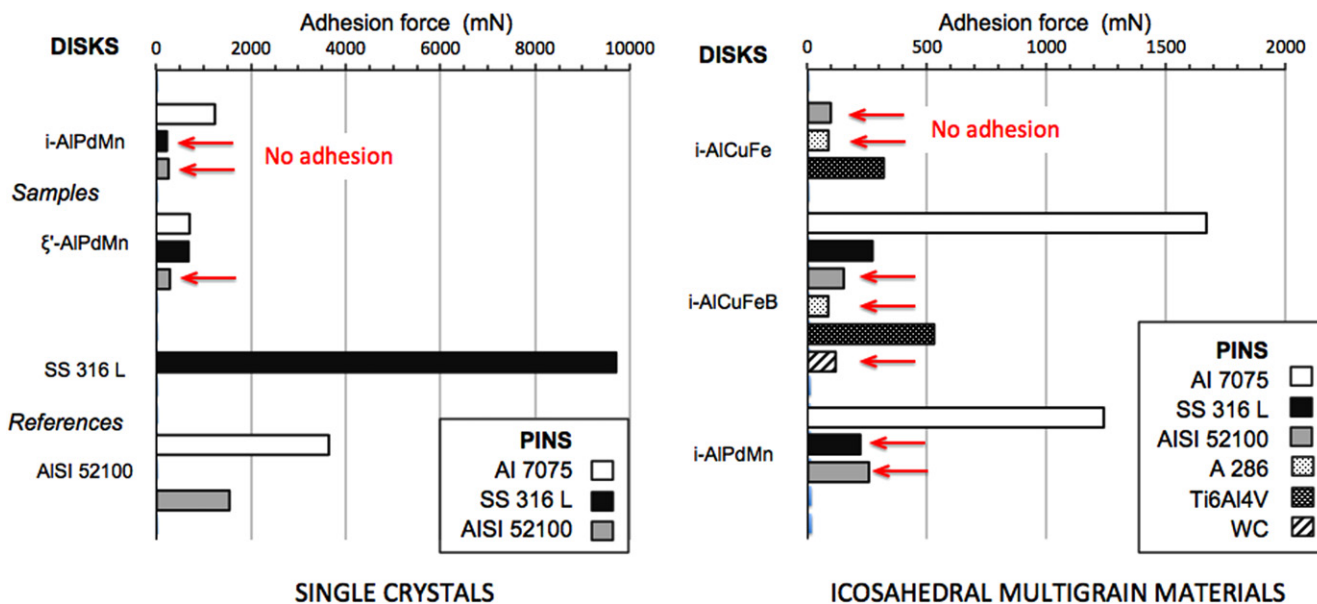 Adhesion force (mN)
DISKS
0 2000 4000 6000 8000 10000
i-AlPdMn
No adhesion
Samples
ξ'-AlPdMn
SS 316 L
References
AISI 52100
PINS
Al 7075
SS 316 L
AISI 52100
SINGLE CRYSTALS
Adhesion force (mN)
DISKS
0 500 1000 1500 2000
No adhesion
i-AlCuFe
i-AlCuFeB
i-AlPdMn
PINS
Al 7075
SS 316 L
AISI 52100
A 286
Ti6Al4V
WC
ICOSAHEDRAL MULTIGRAIN MATERIALS